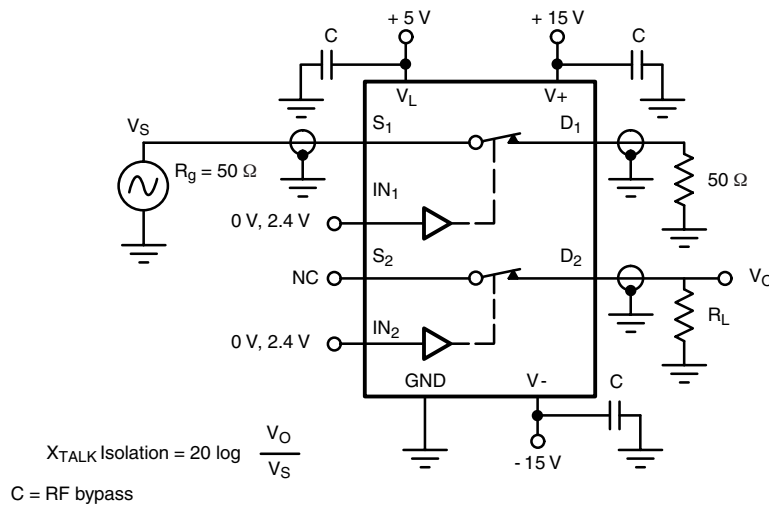 + 5 V
+ 15 V
C
C
V_L
V+
V_S
S_1
D_1
R_g = 50 Ω
50 Ω
IN_1
0 V, 2.4 V
S_2
D_2
NC
V_O
R_L
IN_2
0 V, 2.4 V
GND
V-
C
- 15 V
X_TALK Isolation = 20 log V_O / V_S
C = RF bypass